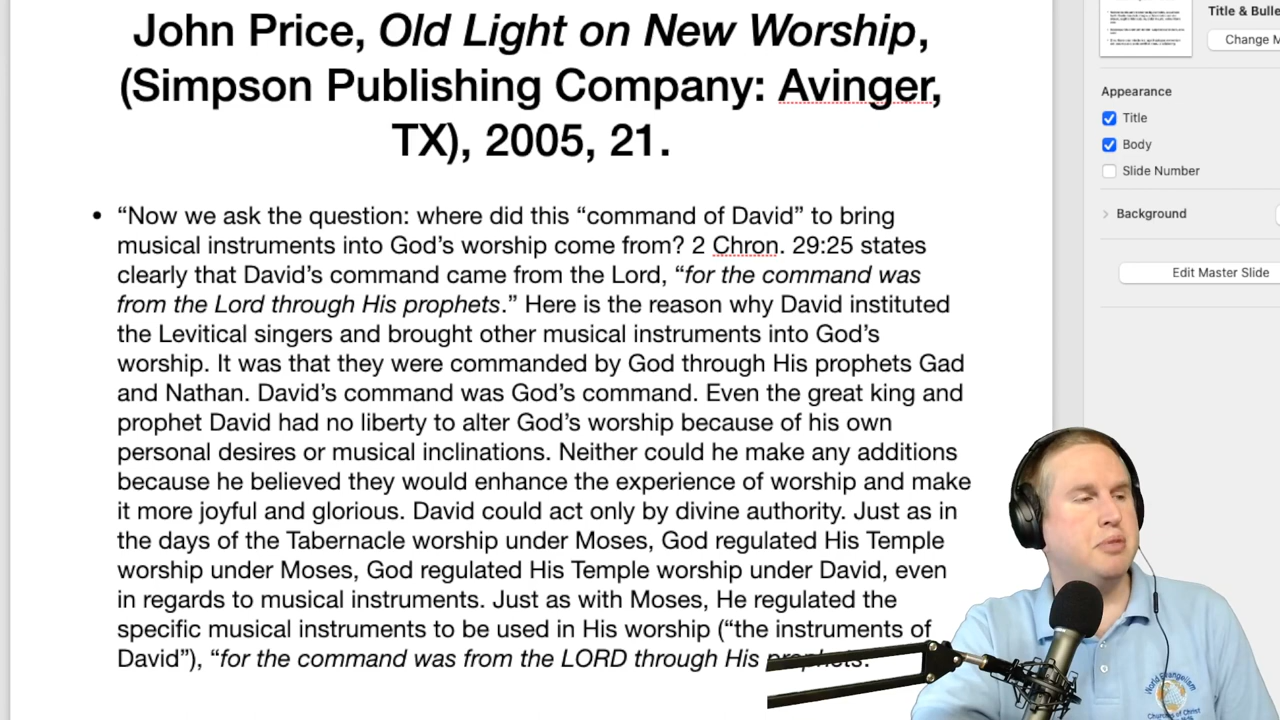 John Price, Old Light on New Worship,
(Simpson Publishing Company: Avinger,
TX), 2005, 21.
• “Now we ask the question: where did this “command of David” to bring
musical instruments into God’s worship come from? 2 Chron. 29:25 states
clearly that David’s command came from the Lord, “for the command was
from the Lord through His prophets.” Here is the reason why David instituted
the Levitical singers and brought other musical instruments into God’s
worship. It was that they were commanded by God through His prophets Gad
and Nathan. David’s command was God’s command. Even the great king and
prophet David had no liberty to alter God’s worship because of his own
personal desires or musical inclinations. Neither could he make any additions
because he believed they would enhance the experience of worship and make
it more joyful and glorious. David could act only by divine authority. Just as in
the days of the Tabernacle worship under Moses, God regulated His Temple
worship under Moses, God regulated His Temple worship under David, even
in regards to musical instruments. Just as with Moses, He regulated the
specific musical instruments to be used in His worship (“the instruments of
David”), “for the command was from the LORD through His prophets.
Title & Bulle
Change M
Appearance
Title
Body
Slide Number
Background
Edit Master Slide
World Evangelism
Churches of Christ